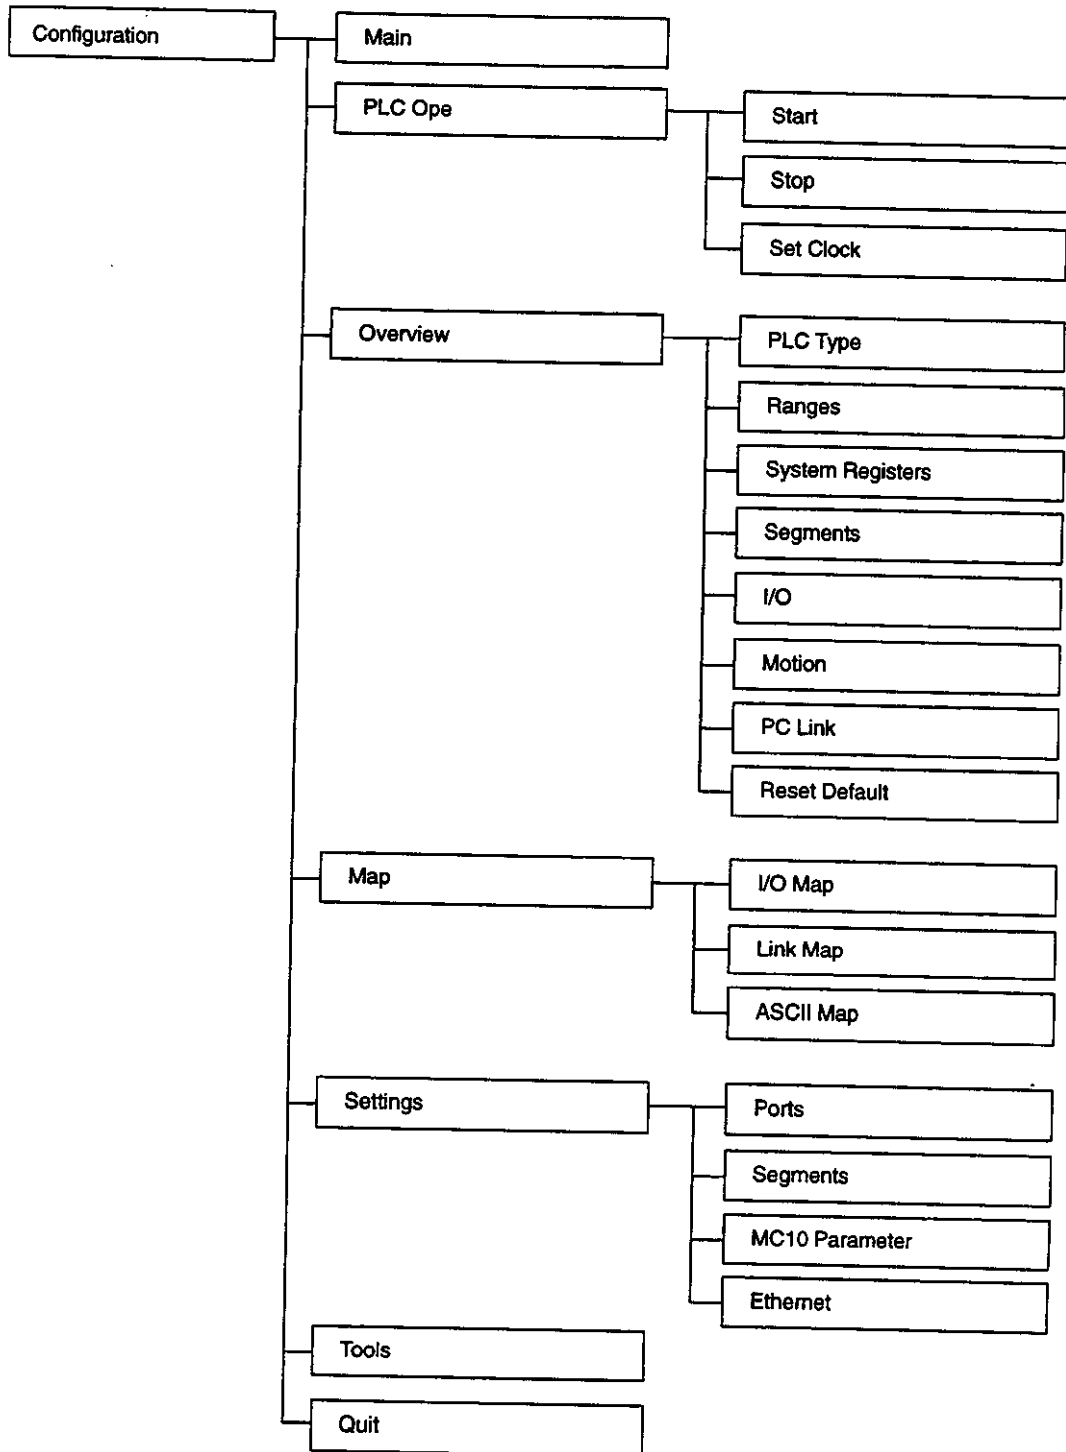 Configuration
Main
PLC Ope
Start
Stop
Set Clock
Overview
PLC Type
Ranges
System Registers
Segments
I/O
Motion
PC Link
Reset Default
Map
I/O Map
Link Map
ASCII Map
Settings
Ports
Segments
MC10 Parameter
Ethernet
Tools
Quit